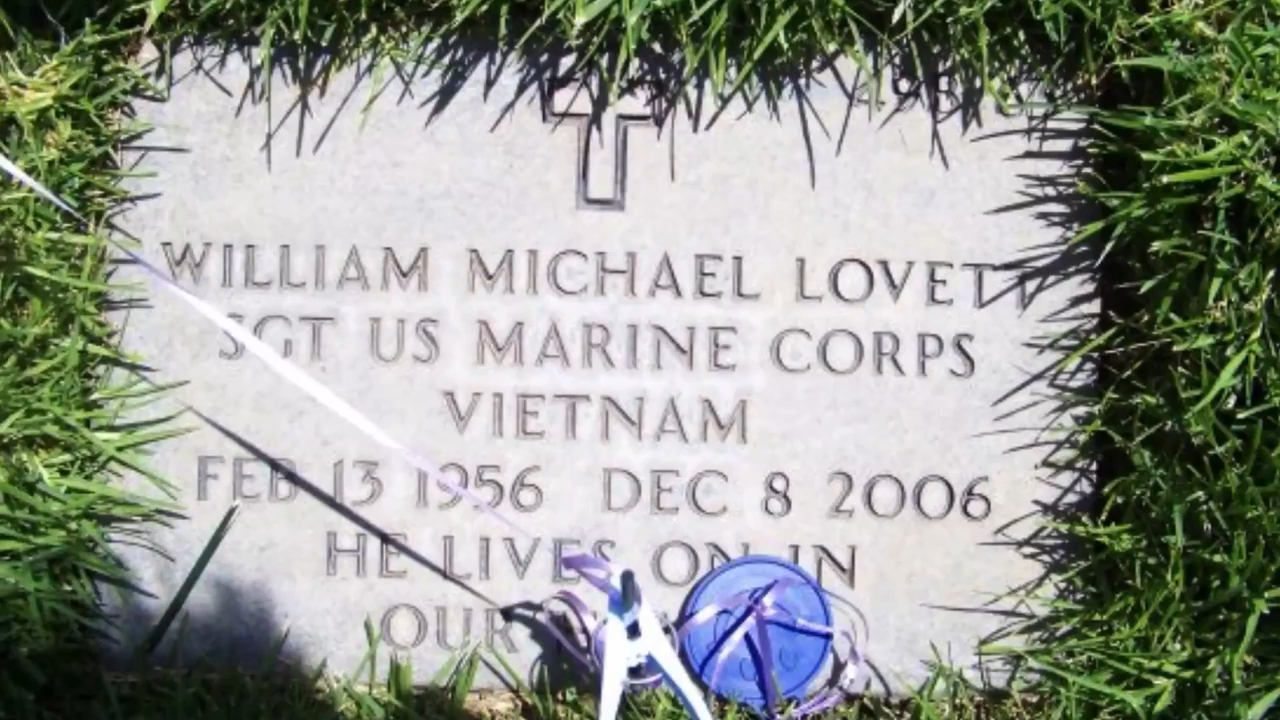 WILLIAM MICHAEL LOVETT
SGT US MARINE CORPS
VIETNAM
FEB 13 1956 DEC 8 2006
HE LIVES ON IN
OUR